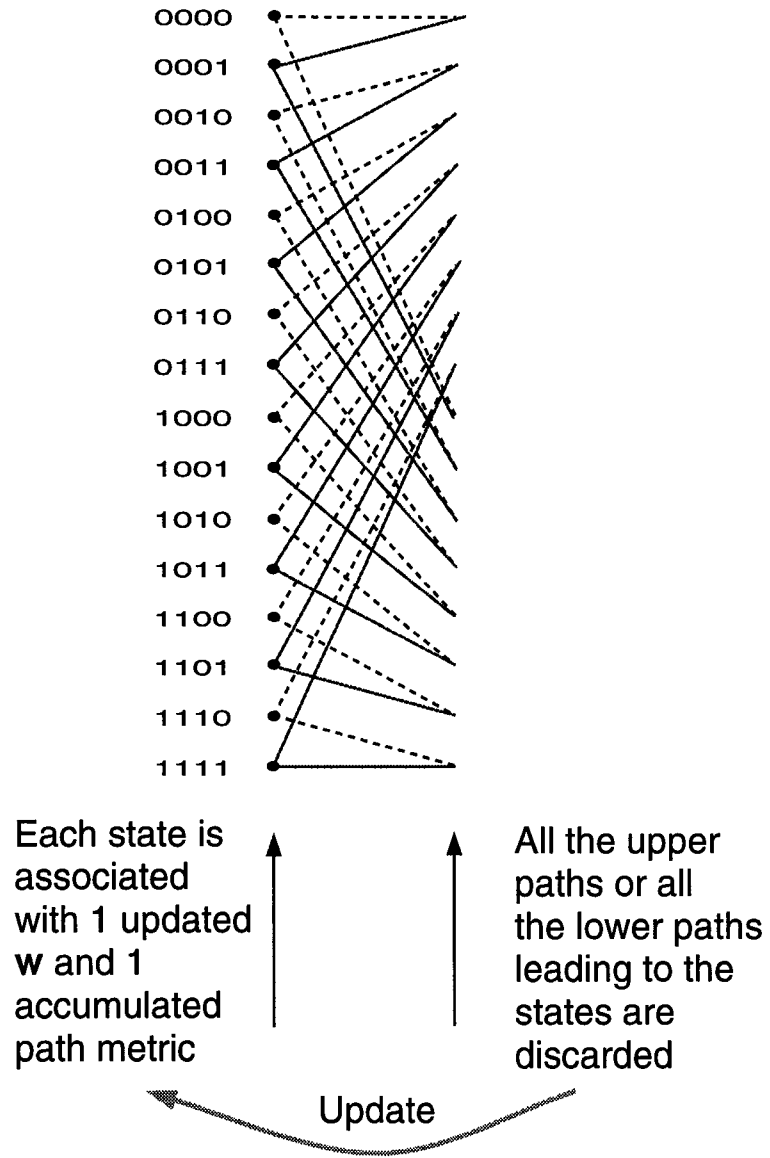 0000
0001
0010
0011
0100
0101
0110
0111
1000
1001
1010
1011
1100
1101
1110
1111
Each state is
associated
with 1 updated
w and 1
accumulated
path metric
All the upper
paths or all
the lower paths
leading to the
states are
discarded
Update